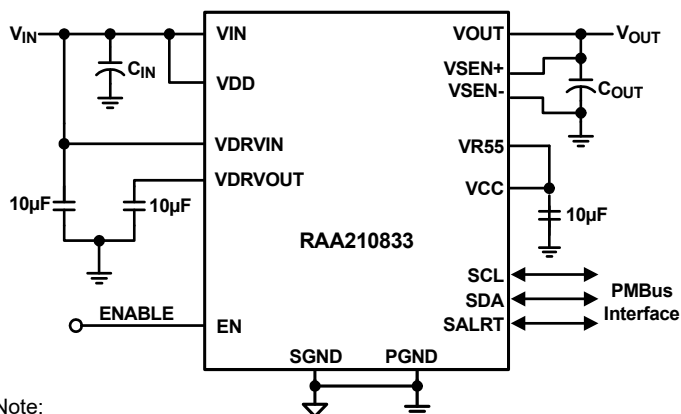 VIN
VIN
VOUT
VOUT
CIN
VDD
VSEN+
VSEN-
COUT
VDRVIN
VR55
VDRVOUT
VCC
10µF
10µF
10µF
RAA210833
SCL
SDA
SALRT
PMBus
Interface
ENABLE
EN
SGND
PGND
Note: